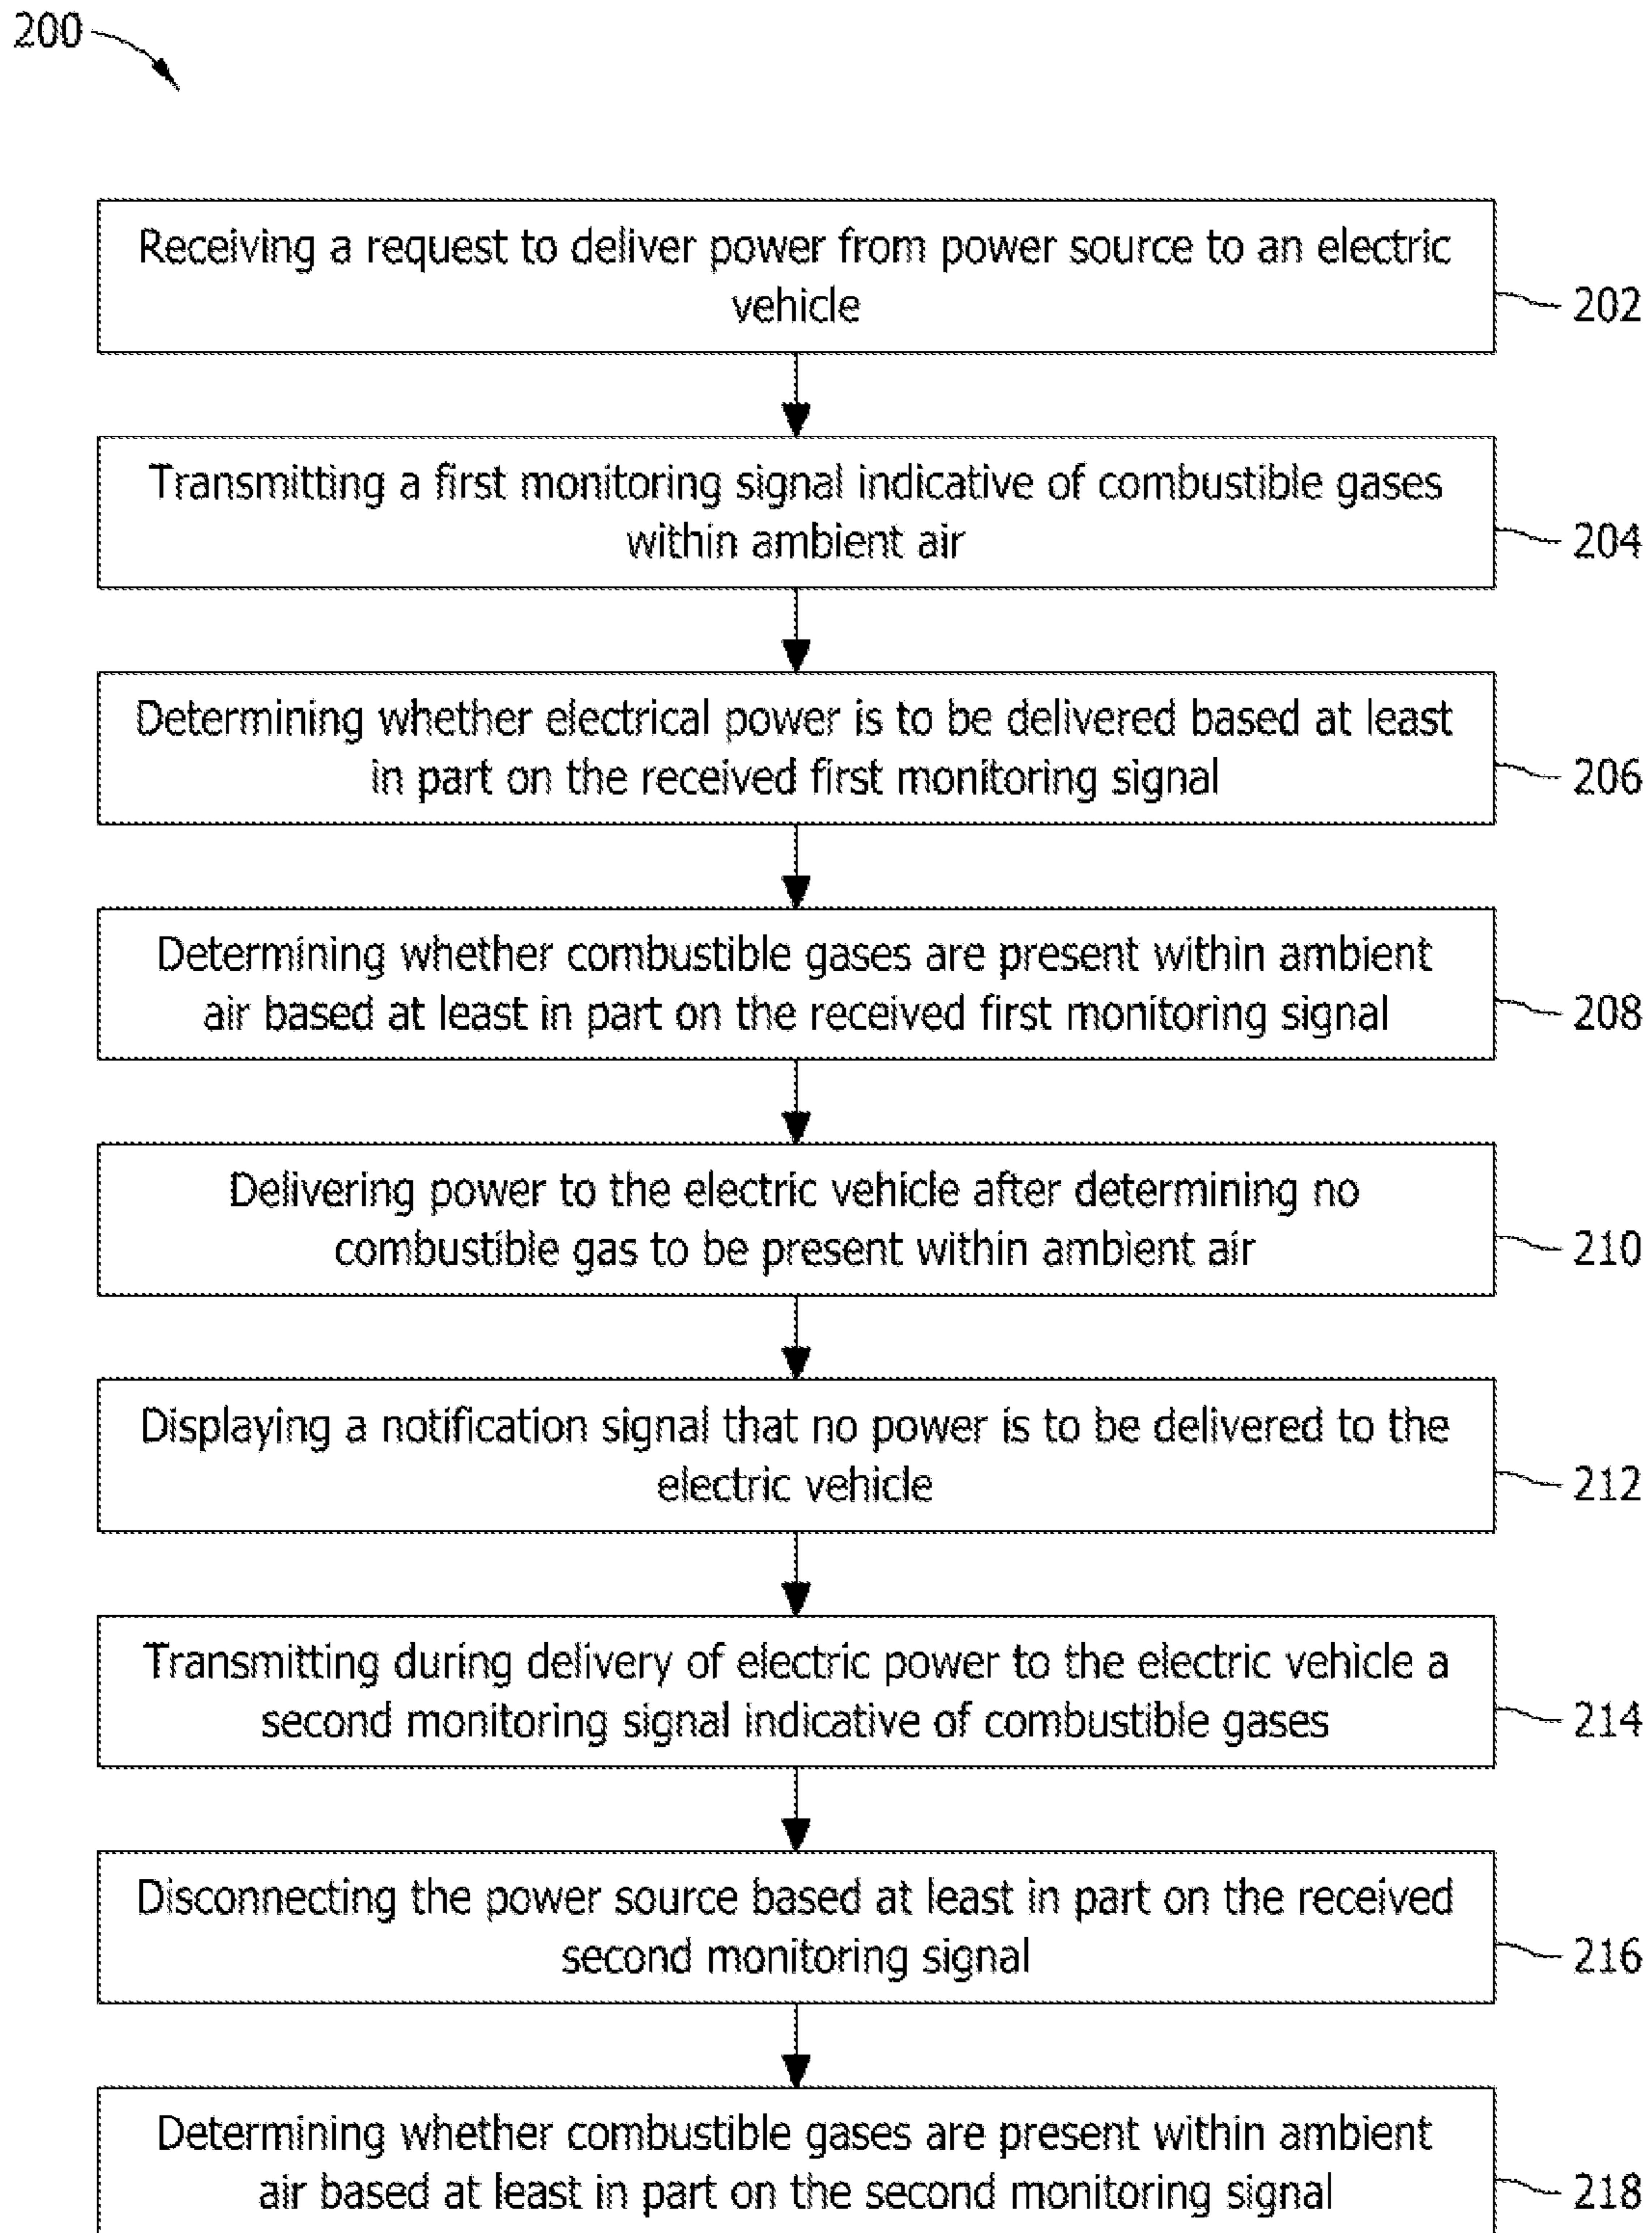 200
Receiving a request to deliver power from power source to an electric
vehicle
202
Transmitting a first monitoring signal indicative of combustible gases
within ambient air
204
Determining whether electrical power is to be delivered based at least
in part on the received first monitoring signal
206
Determining whether combustible gases are present within ambient
air based at least in part on the received first monitoring signal
208
Delivering power to the electric vehicle after determining no
combustible gas to be present within ambient air
210
Displaying a notification signal that no power is to be delivered to the
electric vehicle
212
Transmitting during delivery of electric power to the electric vehicle a
second monitoring signal indicative of combustible gases
214
Disconnecting the power source based at least in part on the received
second monitoring signal
216
Determining whether combustible gases are present within ambient
air based at least in part on the second monitoring signal
218